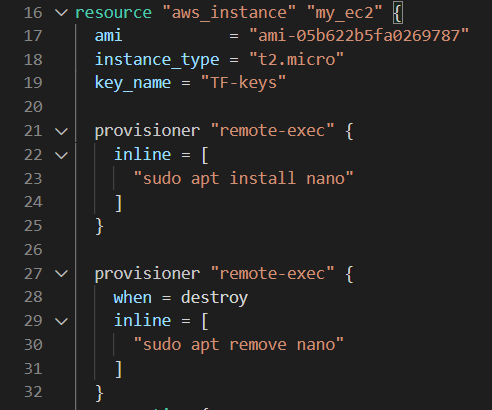 16 resource "aws_instance" "my_ec2" {
17   ami           = "ami-05b622b5fa0269787"
18   instance_type = "t2.micro"
19   key_name = "TF-keys"
20
21   provisioner "remote-exec" {
22     inline = [
23       "sudo apt install nano"
24     ]
25   }
26
27   provisioner "remote-exec" {
28     when = destroy
29     inline = [
30       "sudo apt remove nano"
31     ]
32   }